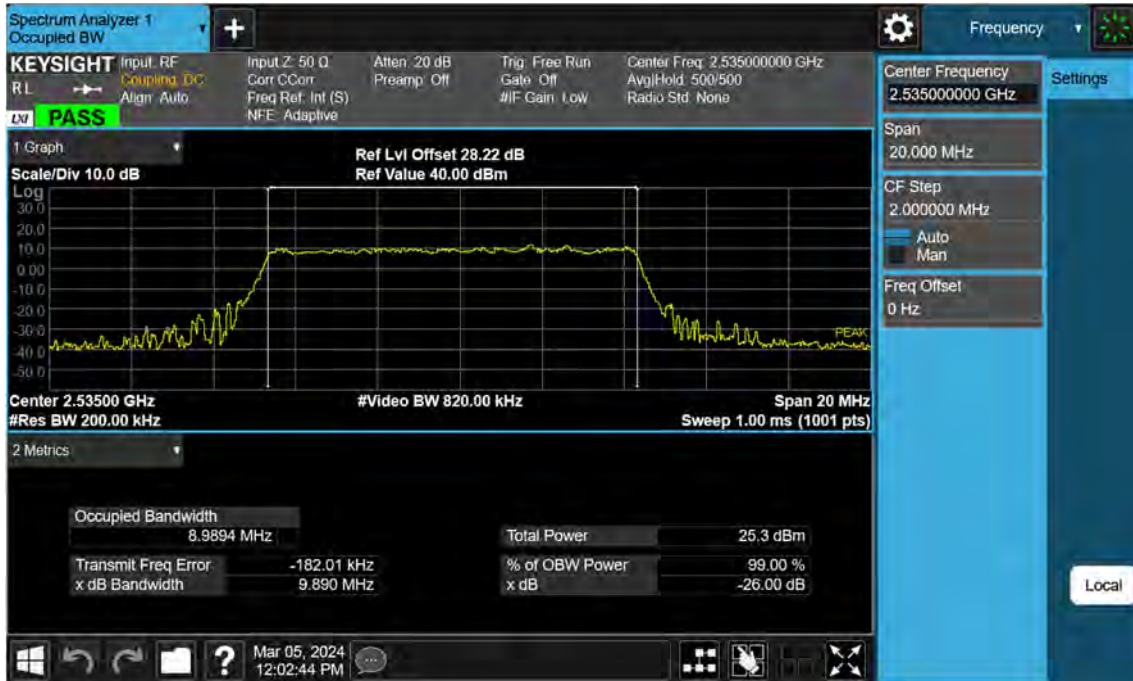 Spectrum Analyzer 1
Occupied BW
Frequency
KEYSIGHT
RL
LXI
PASS
Input: RF
Coupling: DC
Align: Auto
Input Z: 50 Ω
Corr CCorr
Freq Ref: Int (S)
NFE: Adaptive
Atten: 20 dB
Preamp: Off
Trig: Free Run
Gate: Off
#IF Gain: Low
Center Freq: 2.535000000 GHz
Avg|Hold: 500/500
Radio Std: None
Center Frequency
2.535000000 GHz
Settings
Span
20.000 MHz
CF Step
2.000000 MHz
Auto
Man
Freq Offset
0 Hz
1 Graph
Scale/Div 10.0 dB
Ref Lvl Offset 28.22 dB
Ref Value 40.00 dBm
Log
30.0
20.0
10.0
0.00
-10.0
-20.0
-30.0
-40.0
-50.0
PEAK
Center 2.53500 GHz
#Video BW 820.00 kHz
Span 20 MHz
#Res BW 200.00 kHz
Sweep 1.00 ms (1001 pts)
2 Metrics
Occupied Bandwidth
8.9894 MHz
Total Power 25.3 dBm
Transmit Freq Error -182.01 kHz
% of OBW Power 99.00 %
x dB Bandwidth 9.890 MHz
x dB -26.00 dB
Local
?
Mar 05, 2024
12:02:44 PM